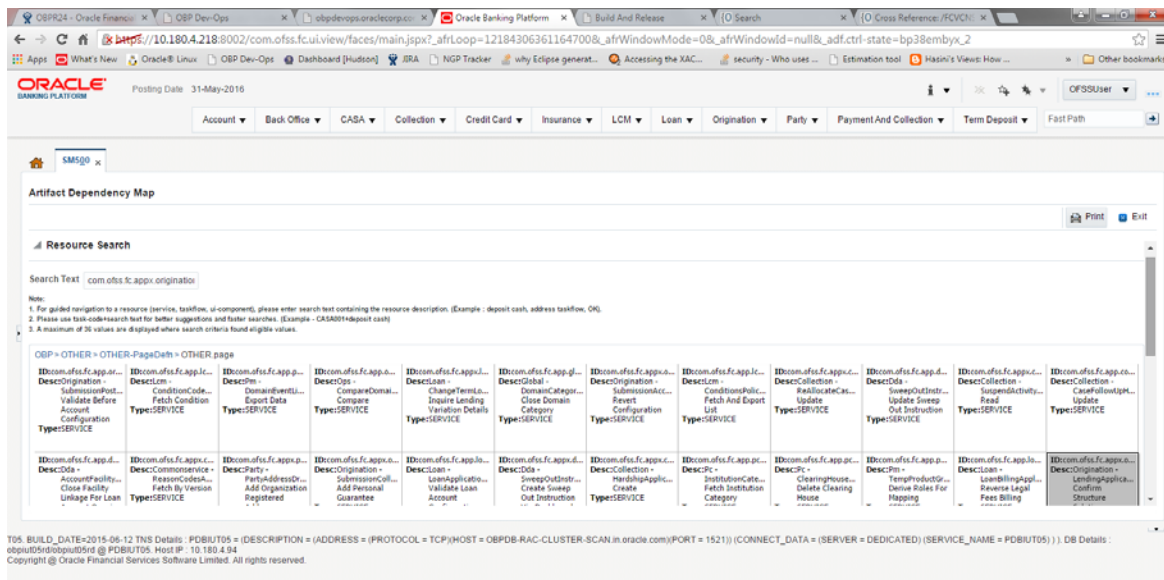 OBPR24 - Oracle Financi × OBP Dev-Ops × obpdevops.oraclecorp.co × Oracle Banking Platform × Build And Release × {O Search × {O Cross Reference: /FCVCN ×
https://10.180.4.218:8002/com.ofss.fc.ui.view/faces/main.jspx?_afrLoop=12184306361164700&_afrWindowMode=0&_afrWindowId=null&_adf.ctrl-state=bp38embyx_2
Apps What's New Oracle® Linux OBP Dev-Ops Dashboard [Hudson] JIRA NGP Tracker why Eclipse generat... Accessing the XAC... security - Who uses ... Estimation tool Hasini's Views: How ... » Other bookmarks
ORACLE
BANKING PLATFORM
Posting Date 31-May-2016
OFSSUser
Account Back Office CASA Collection Credit Card Insurance LCM Loan Origination Party Payment And Collection Term Deposit Fast Path
SM500 ×
Artifact Dependency Map
Print Exit
Resource Search
Search Text com.ofss.fc.appx.origination
Note:
1. For guided navigation to a resource (service, taskflow, ui-component), please enter search text containing the resource description. (Example : deposit cash, address taskflow, OK).
2. Please use task-code+search text for better suggestions and faster searches. (Example - CASA001+deposit cash)
3. A maximum of 36 values are displayed where search criteria found eligible values.
OBP > OTHER > OTHER-PageDefn > OTHER.page
ID:com.ofss.fc.app.or... ID:com.ofss.fc.app.lc... ID:com.ofss.fc.app.p... ID:com.ofss.fc.app.o... ID:com.ofss.fc.appx.l... ID:com.ofss.fc.app.gl... ID:com.ofss.fc.appx.o... ID:com.ofss.fc.app.lc... ID:com.ofss.fc.appx.c... ID:com.ofss.fc.app.d... ID:com.ofss.fc.appx.c... ID:com.ofss.fc.app.co...
Desc:Origination - Desc:Lcm - Desc:Pm - Desc:Ops - Desc:Loan - Desc:Global - Desc:Origination - Desc:Lcm - Desc:Collection - Desc:Dda - Desc:Collection - Desc:Collection -
SubmissionPost... ConditionCode... DomainEventLi... CompareDomai... ChangeTermLo... DomainCategor... SubmissionAcc... ConditionsPolic... ReAllocateCas... SweepOutInstr... SuspendActivity... CaseFollowUpH...
Validate Before Fetch Condition Export Data Compare Inquire Lending Close Domain Revert Fetch And Export Update Update Sweep Read Update
Account Type:SERVICE Type:SERVICE Type:SERVICE Variation Details Category Configuration List Type:SERVICE Out Instruction Type:SERVICE Type:SERVICE
Configuration Type:SERVICE Type:SERVICE Type:SERVICE Type:SERVICE Type:SERVICE
Type:SERVICE
ID:com.ofss.fc.app.d... ID:com.ofss.fc.appx.c... ID:com.ofss.fc.appx.p... ID:com.ofss.fc.appx.o... ID:com.ofss.fc.app.lo... ID:com.ofss.fc.appx.d... ID:com.ofss.fc.appx.c... ID:com.ofss.fc.app.pc... ID:com.ofss.fc.app.pc... ID:com.ofss.fc.app.p... ID:com.ofss.fc.app.lo... ID:com.ofss.fc.appx.o...
Desc:Dda - Desc:Commonservice - Desc:Party - Desc:Origination - Desc:Loan - Desc:Dda - Desc:Collection - Desc:Pc - Desc:Pc - Desc:Pm - Desc:Loan - Desc:Origination -
AccountFacility... ReasonCodesA... PartyAddressDr... SubmissionColl... LoanApplicatio... SweepOutInstr... HardshipApplic... InstitutionCate... ClearingHouse... TempProductGr... LoanBillingAppl... LendingApplica...
Close Facility Fetch By Version Add Organization Add Personal Validate Loan Create Sweep Create Fetch Institution Delete Clearing Derive Roles For Reverse Legal Confirm
Linkage For Loan Type:SERVICE Registered Guarantee Account Out Instruction Type:SERVICE Category House Mapping Fees Billing Structure
T05. BUILD_DATE=2015-06-12 TNS Details : PDBIUT05 = (DESCRIPTION = (ADDRESS = (PROTOCOL = TCP)(HOST = OBPDB-RAC-CLUSTER-SCAN.in.oracle.com)(PORT = 1521)) (CONNECT_DATA = (SERVER = DEDICATED) (SERVICE_NAME = PDBIUT05) ) ). DB Details :
obpiut05rd/obpiut05rd @ PDBIUT05. Host IP : 10.180.4.94
Copyright @ Oracle Financial Services Software Limited. All rights reserved.